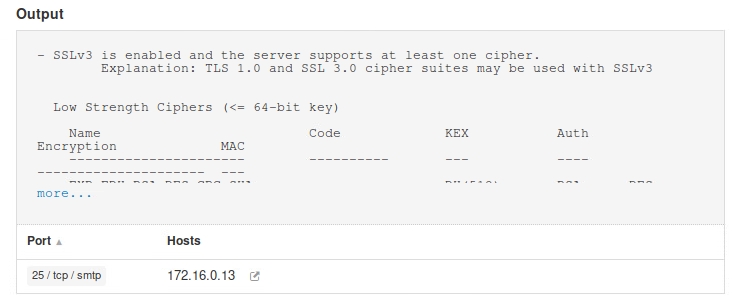 Output
- SSLv3 is enabled and the server supports at least one cipher.
Explanation: TLS 1.0 and SSL 3.0 cipher suites may be used with SSLv3
Low Strength Ciphers (<= 64-bit key)
Name Code KEX Auth
Encryption MAC
---------------------- ---------- --- ----
--------------------- ---
more...
Port ▲ Hosts
25 / tcp / smtp 172.16.0.13